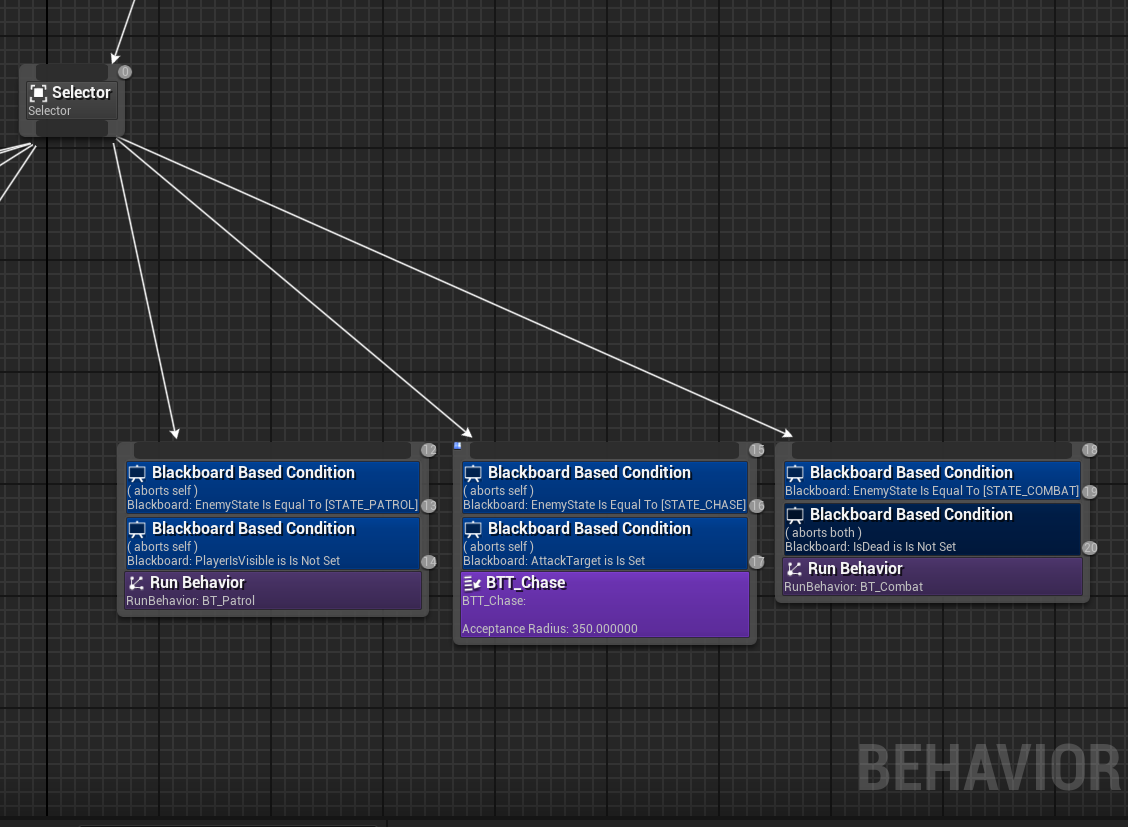 0
Selector
Selector
12
Blackboard Based Condition
( aborts self )
Blackboard: EnemyState Is Equal To [STATE_PATROL]
13
Blackboard Based Condition
( aborts self )
Blackboard: PlayerIsVisible is Is Not Set
14
Run Behavior
RunBehavior: BT_Patrol
15
Blackboard Based Condition
( aborts self )
Blackboard: EnemyState Is Equal To [STATE_CHASE]
16
Blackboard Based Condition
( aborts self )
Blackboard: AttackTarget is Is Set
17
BTT_Chase
BTT_Chase:
Acceptance Radius: 350.000000
18
Blackboard Based Condition
Blackboard: EnemyState Is Equal To [STATE_COMBAT]
19
Blackboard Based Condition
( aborts both )
Blackboard: IsDead is Is Not Set
20
Run Behavior
RunBehavior: BT_Combat
BEHAVIOR